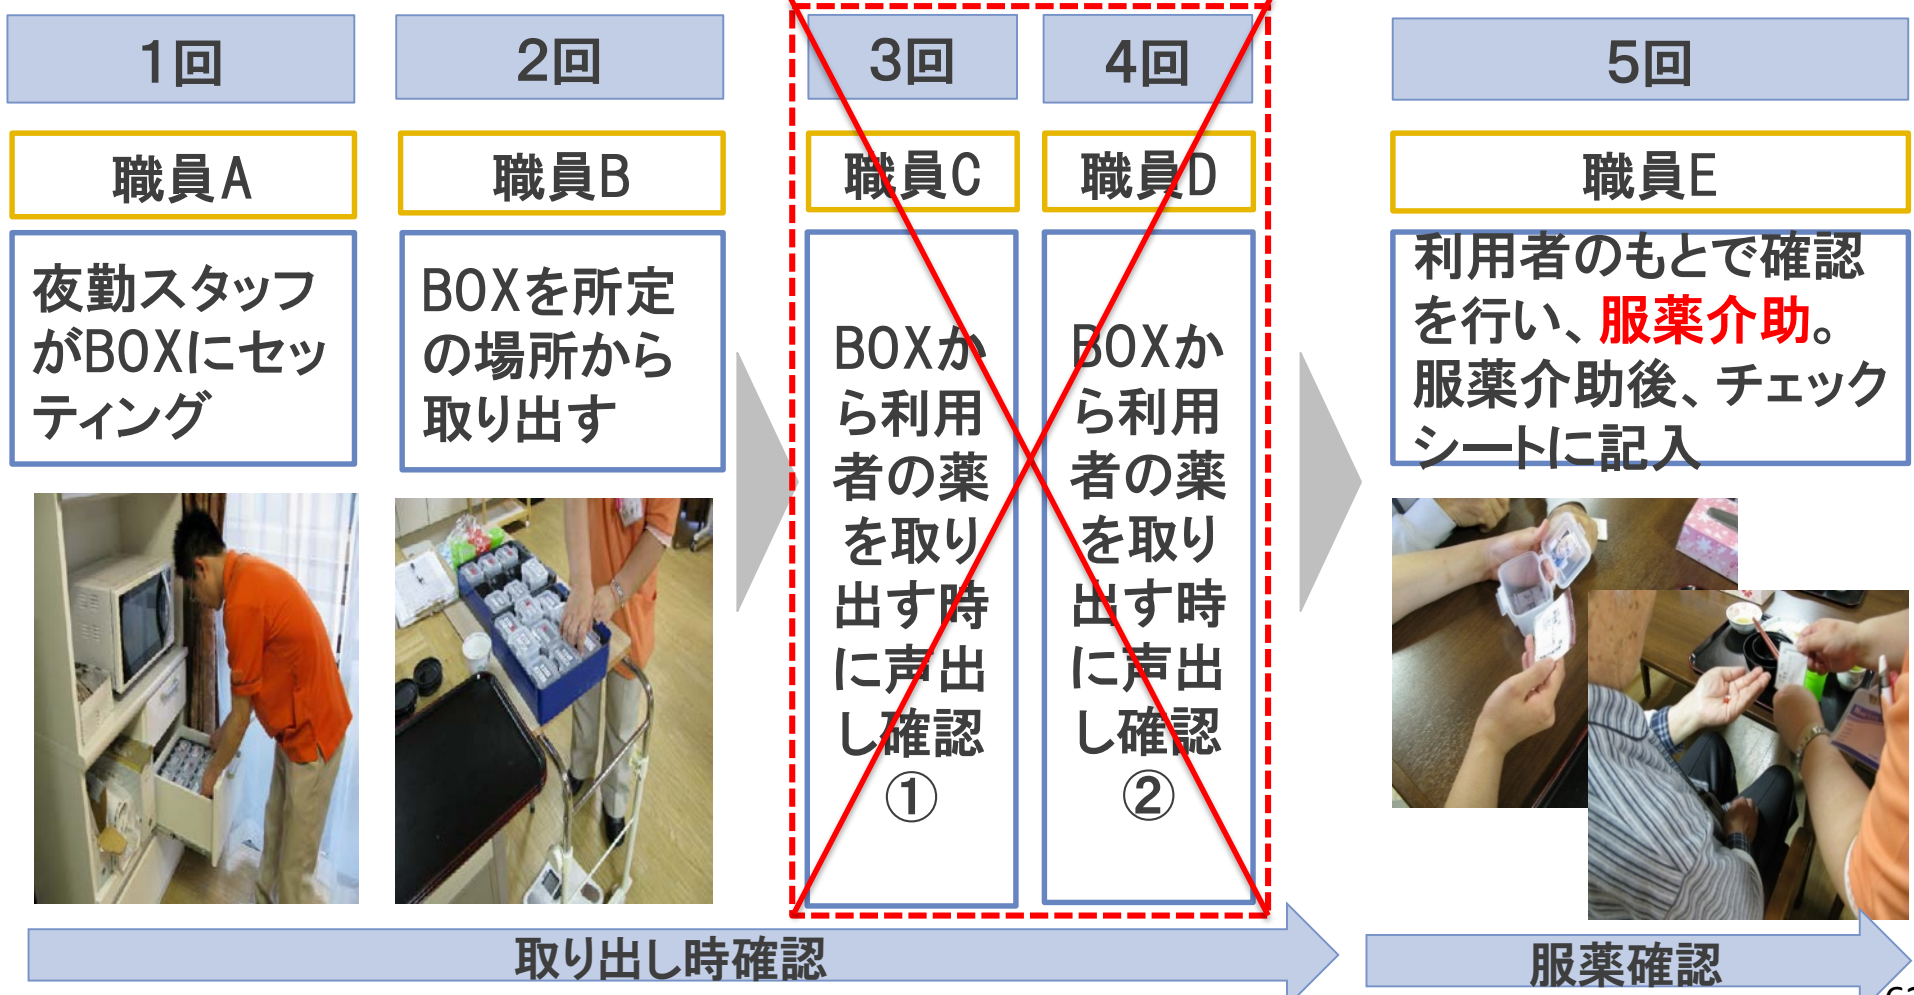 1回
職員A
夜勤スタッフ
がBOXにセッ
ティング
2回
職員B
BOXを所定
の場所から
取り出す
3回
職員C
BOXか
ら利用
者の薬
を取り
出す時
に声出
し確認
①
4回
職員D
BOXか
ら利用
者の薬
を取り
出す時
に声出
し確認
②
5回
職員E
利用者のもとで確認
を行い、服薬介助。
服薬介助後、チェック
シートに記入
取り出し時確認
服薬確認